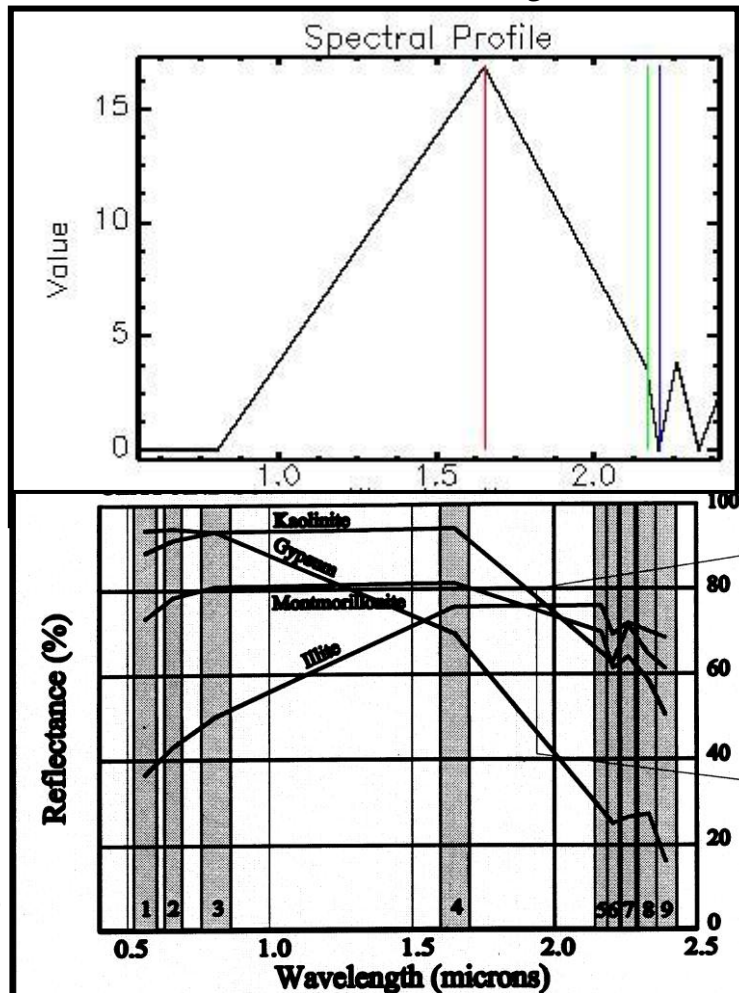 Spectral Profile
15
10
5
0
Value
1.0
1.5
2.0
100
80
60
40
20
0
Kaolinite
Gypsum
Montmorillonite
Illite
Reflectance (%)
1 2 3 4 5 6 7 8 9
0.5 1.0 1.5 2.0 2.5
Wavelength (microns)